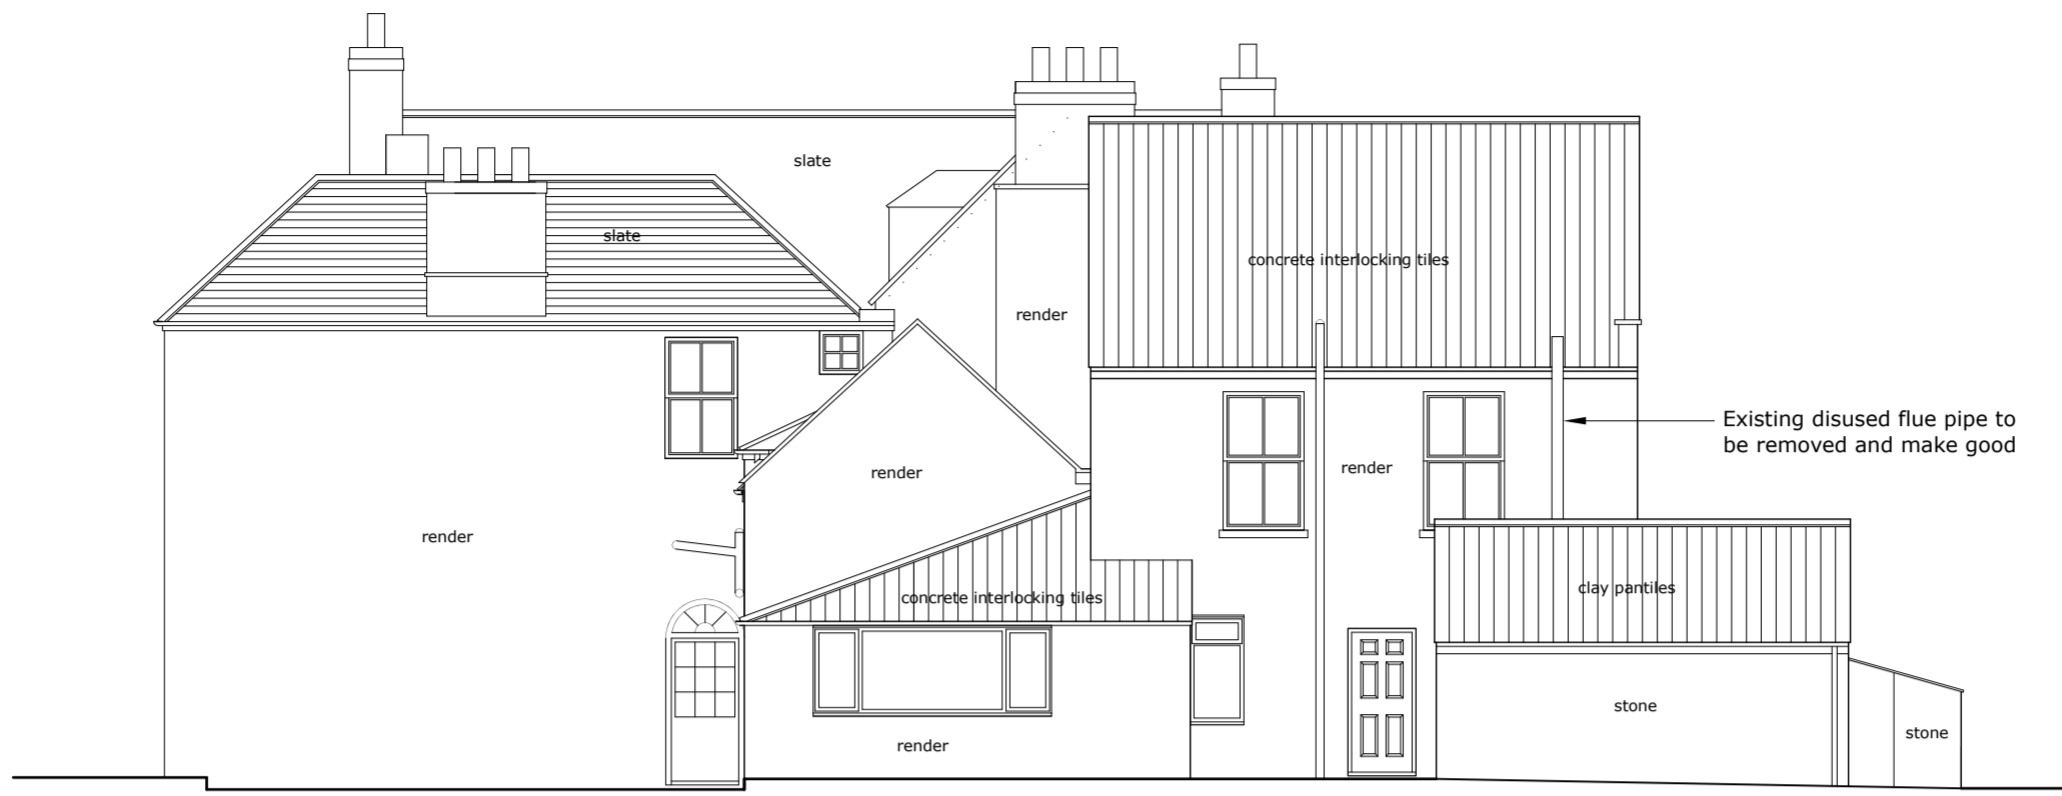 slate
slate
concrete interlocking tiles
render
Existing disused flue pipe to
be removed and make good
render
render
render
clay pantiles
concrete interlocking tiles
stone
stone
render